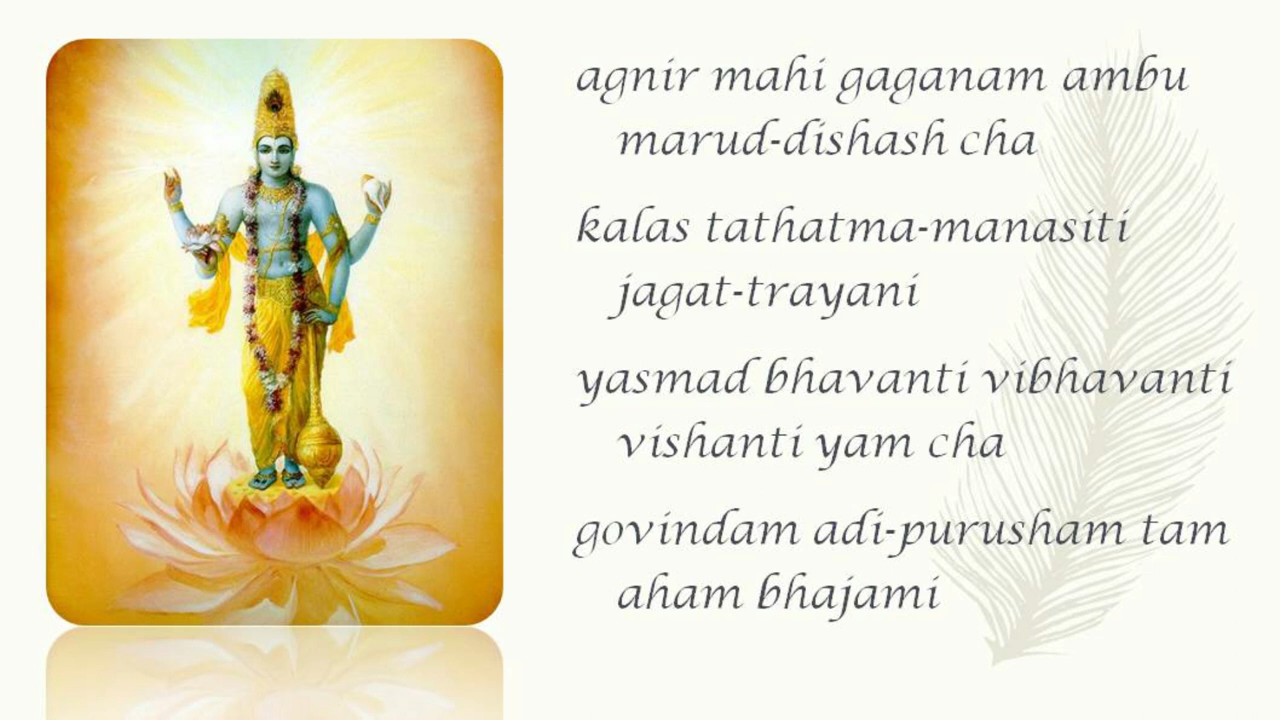 agnir mahi gaganam ambu
marud-dishash cha
kalas tathatma-manasiti
jagat-trayani
yasmad bhavanti vibhavanti
vishanti yam cha
govindam adi-purusham tam
aham bhajami